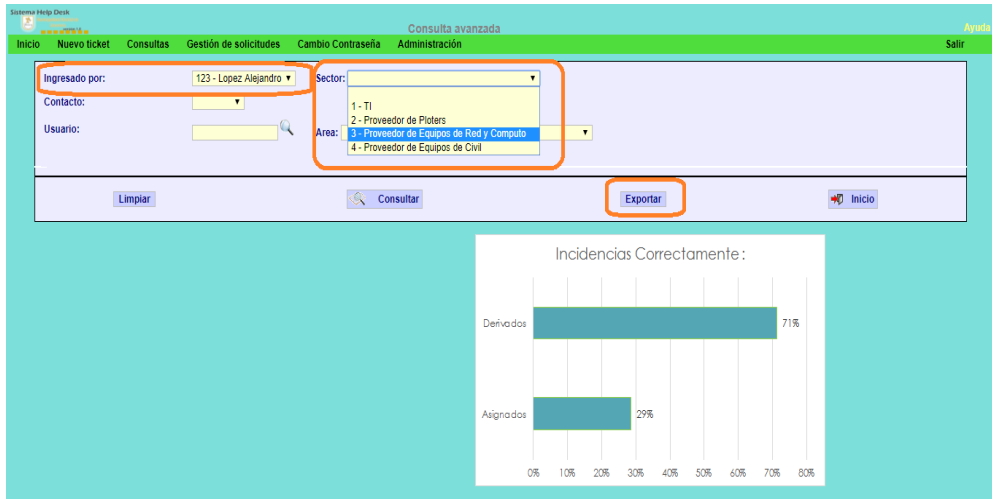 Sistema Help Desk
Consulta avanzada
Ayuda
Inicio Nuevo ticket Consultas Gestión de solicitudes Cambio Contraseña Administración Salir
Ingresado por: 123 - Lopez Alejandro Sector:
Contacto:
1 - TI
2 - Proveedor de Ploters
Usuario: Area:
3 - Proveedor de Equipos de Red y Computo
4 - Proveedor de Equipos de Civil
Limpiar Consultar Exportar Inicio
Incidencias Correctamente :
Derivados 71%
Asignados 29%
0% 10% 20% 30% 40% 50% 60% 70% 80%